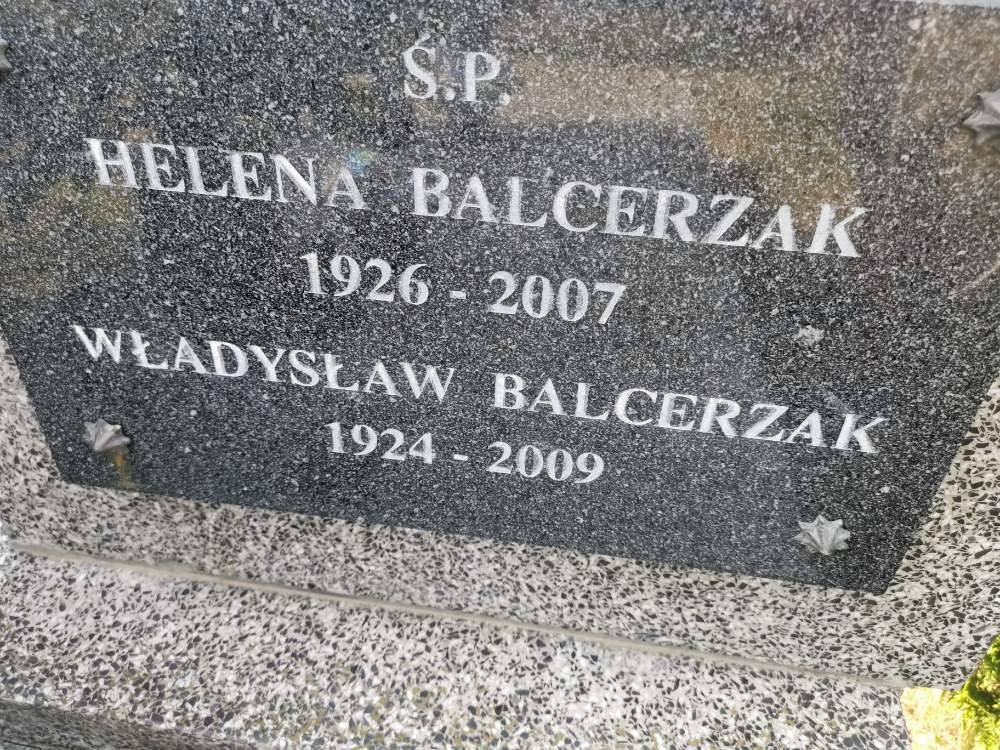 Ś.P.
HELENA BALCERZAK
1926 - 2007
WŁADYSŁAW BALCERZAK
1924 - 2009